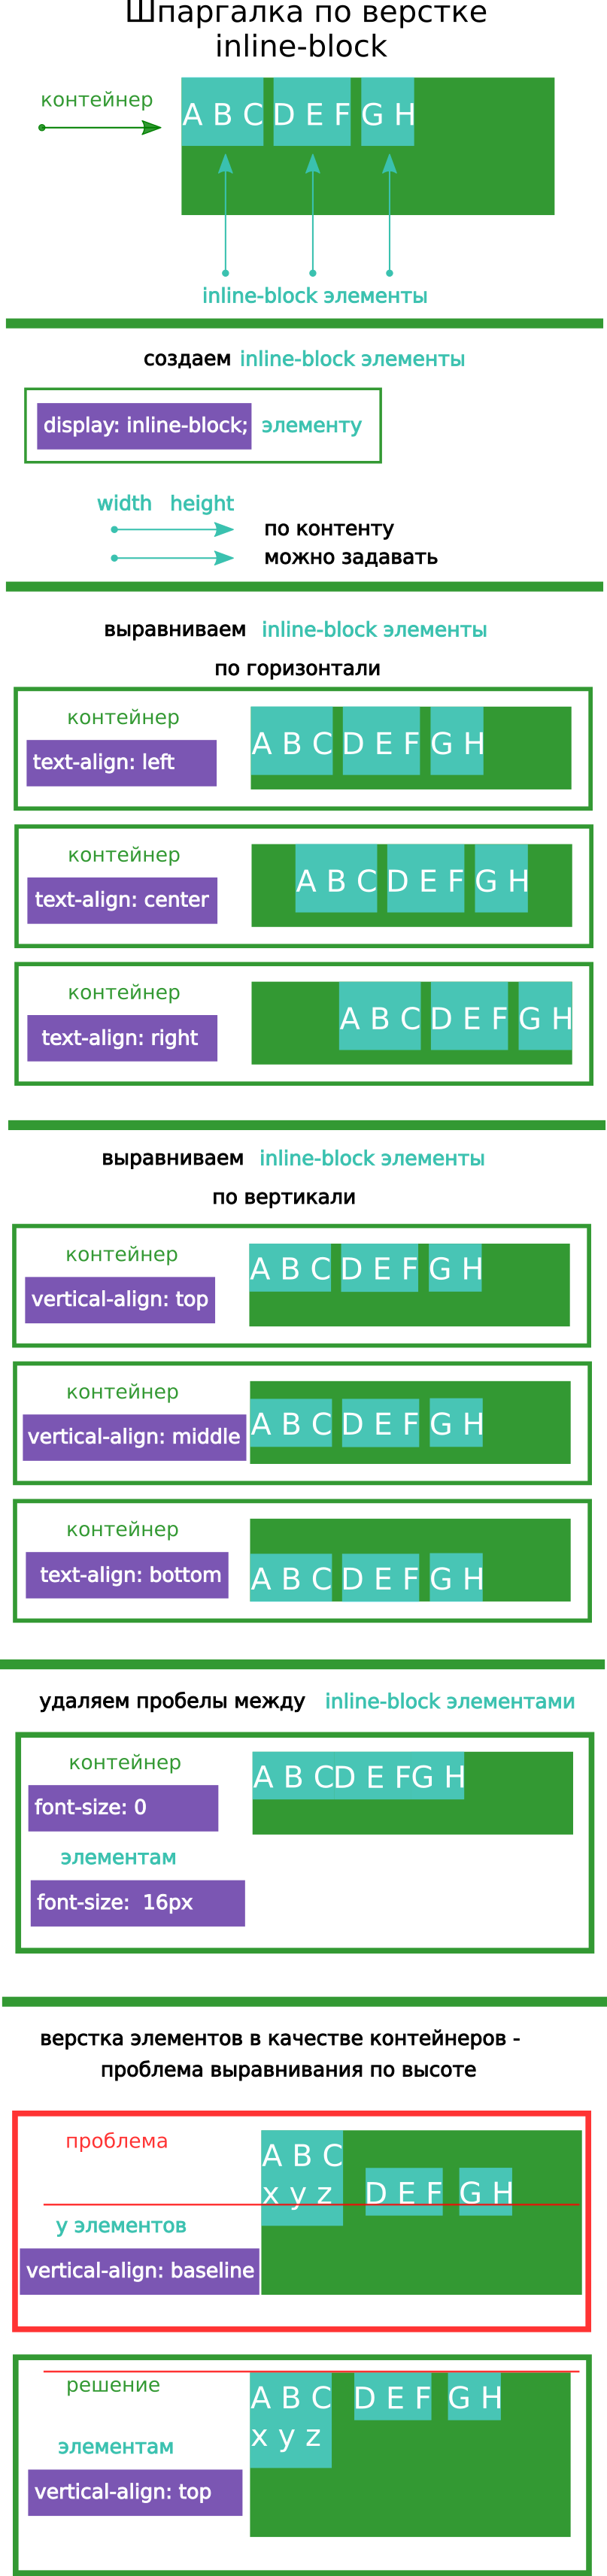 Шпаргалка по верстке
inline-block
контейнер
A B C D E F G H
inline-block элементы
создаем inline-block элементы
display: inline-block; элементу
width height
по контенту
можно задавать
выравниваем inline-block элементы
по горизонтали
контейнер
A B C D E F G H
text-align: left
контейнер
A B C D E F G H
text-align: center
контейнер
A B C D E F G H
text-align: right
выравниваем inline-block элементы
по вертикали
контейнер
A B C D E F G H
vertical-align: top
контейнер
A B C D E F G H
vertical-align: middle
контейнер
text-align: bottom
A B C D E F G H
удаляем пробелы между inline-block элементами
контейнер
A B CD E FG H
font-size: 0
элементам
font-size: 16px
верстка элементов в качестве контейнеров -
проблема выравнивания по высоте
проблема
A B C
x y z D E F G H
у элементов
vertical-align: baseline
решение
A B C D E F G H
x y z
элементам
vertical-align: top